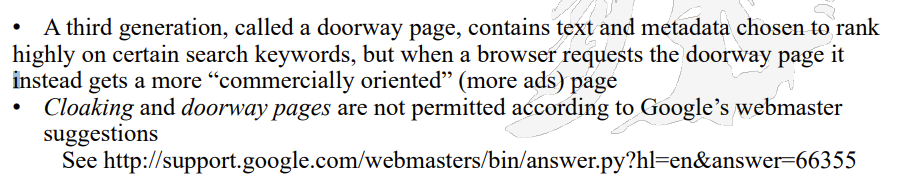 • A third generation, called a doorway page, contains text and metadata chosen to rank
highly on certain search keywords, but when a browser requests the doorway page it
instead gets a more “commercially oriented” (more ads) page
• Cloaking and doorway pages are not permitted according to Google’s webmaster
suggestions
See http://support.google.com/webmasters/bin/answer.py?hl=en&answer=66355